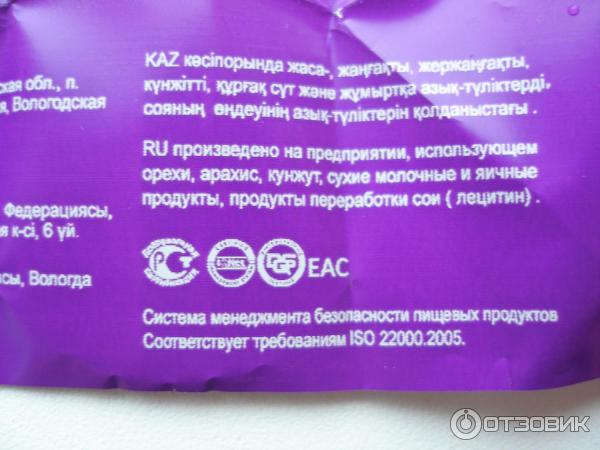 ская обл., п.
я, Вологодская
Федерациясы,
я к-сі, 6 үй.
сы, Вологда
KAZ кәсіпорында жаса-, жаңғақты, жержаңғақты,
күнжітті, құрғақ сүт және жұмыртқа азық-түліктерді,
сояның өңдеуінің азық-түліктерін қолданыстағы .
RU произведено на предприятии, использующем
орехи, арахис, кунжут, сухие молочные и яичные
продукты, продукты переработки сои ( лецитин) .
EAC
Система менеджмента безопасности пищевых продуктов
Соответствует требованиям ISO 22000.2005.
ОТЗОВИК